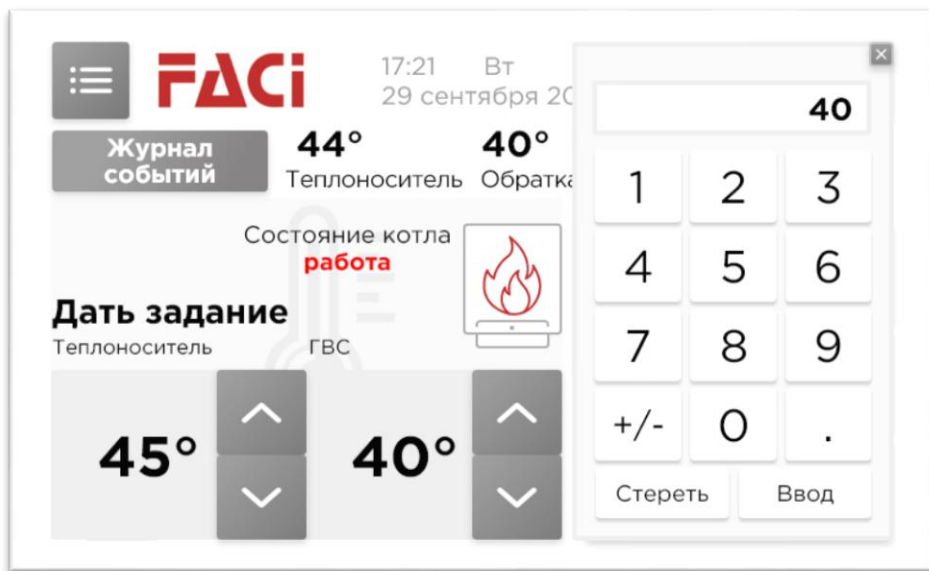 FACi
17:21 Вт
29 сентября 20
Журнал
событий
44° 40°
Теплоноситель Обратка
Состояние котла
работа
Дать задание
Теплоноситель ГВС
45° 40°
40
1 2 3
4 5 6
7 8 9
+/- 0 .
Стереть Ввод